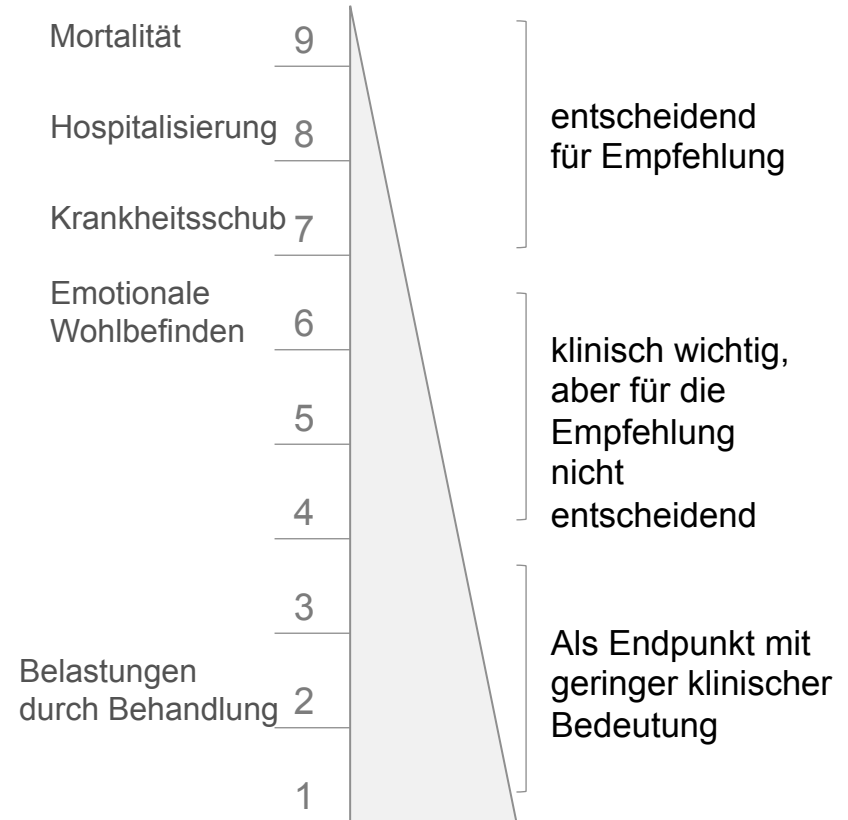 Mortalität 9
Hospitalisierung 8
Krankheitsschub 7
Emotionale
Wohlbefinden 6
5
4
3
Belastungen
durch Behandlung 2
1
entscheidend
für Empfehlung
klinisch wichtig,
aber für die
Empfehlung
nicht
entscheidend
Als Endpunkt mit
geringer klinischer
Bedeutung